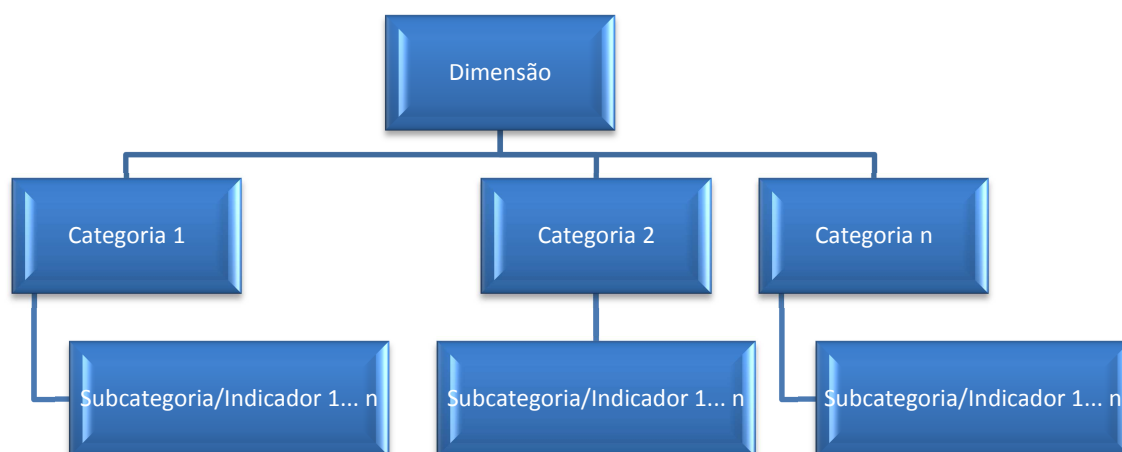 Dimensão
Categoria 1
Categoria 2
Categoria n
Subcategoria/Indicador 1... n
Subcategoria/Indicador 1... n
Subcategoria/Indicador 1... n